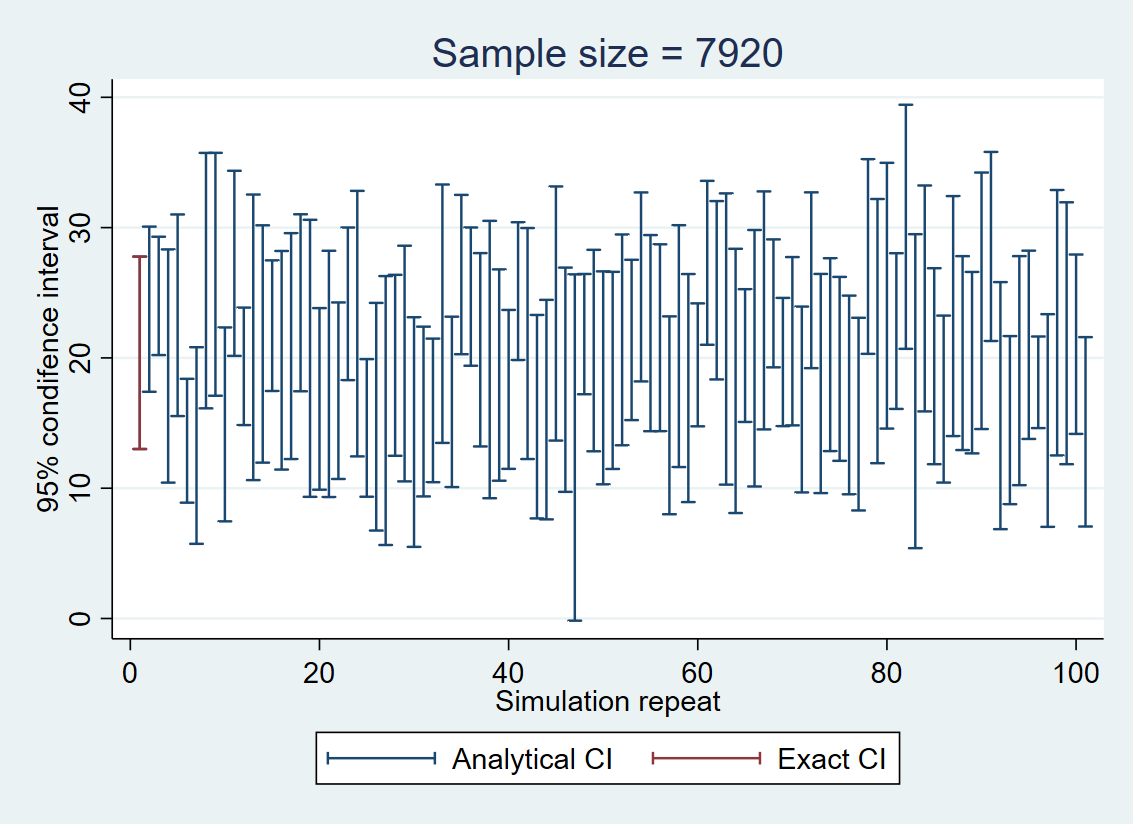 Sample size = 7920
95% condifence interval
40
30
20
10
0
0 20 40 60 80 100
Simulation repeat
Analytical CI Exact CI